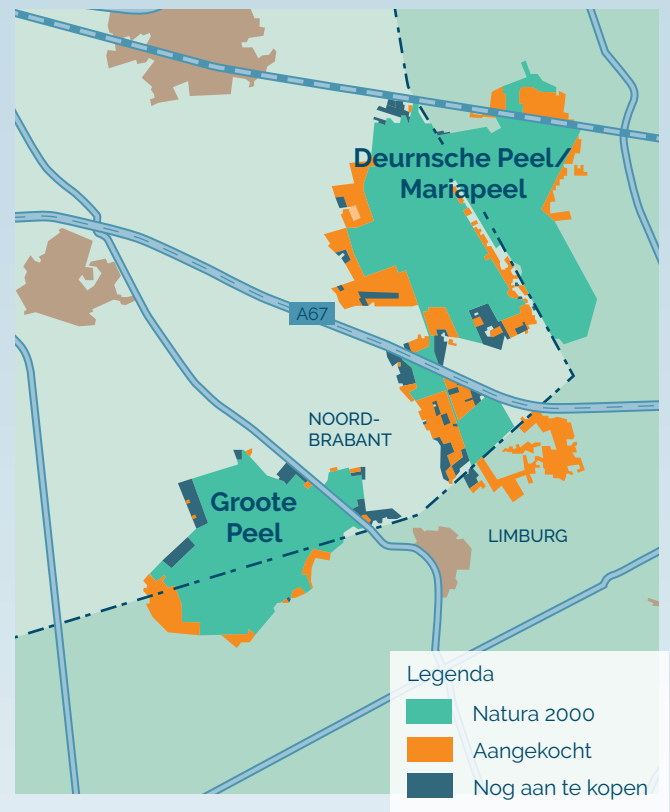 Deurnsche Peel/
Mariapeel
A67
NOORD-
BRABANT
Groote
Peel
LIMBURG
Legenda
Natura 2000
Aangekocht
Nog aan te kopen